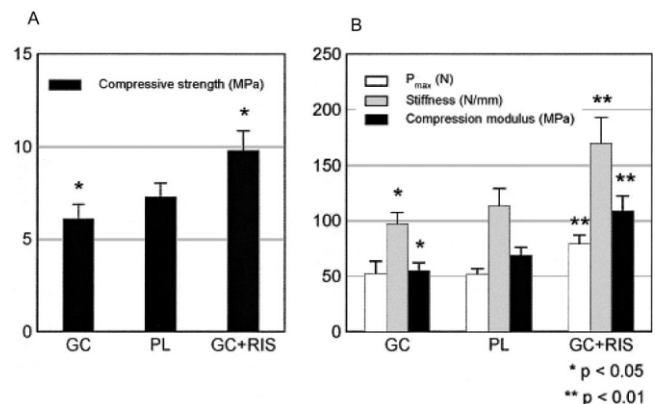 A
15
10
5
0
Compressive strength (MPa)
*
*
GC PL GC+RIS
B
250
200
150
100
50
0
Pmax (N)
Stiffness (N/mm)
Compression modulus (MPa)
*
*
**
**
**
GC PL GC+RIS
* p < 0.05
** p < 0.01